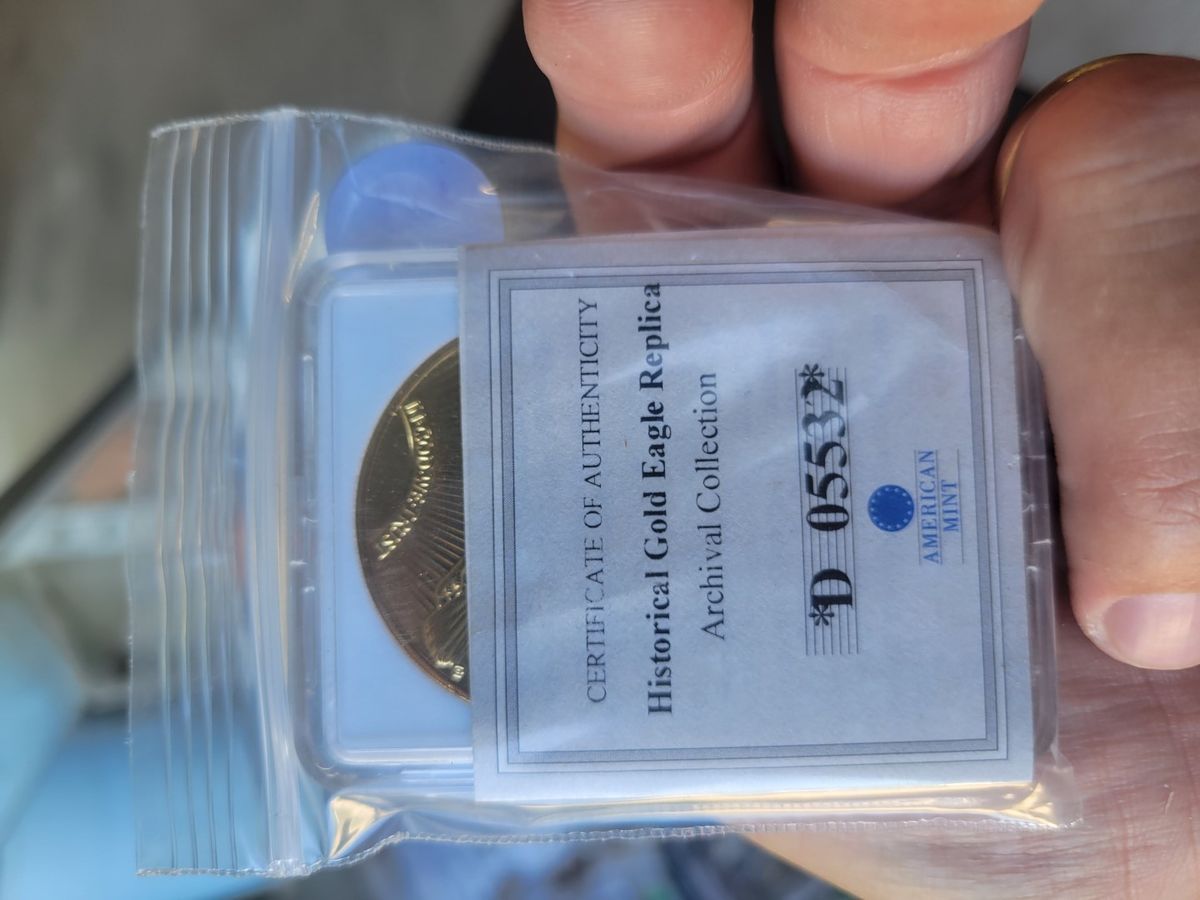 CERTIFICATE OF AUTHENTICITY
Historical Gold Eagle Replica
Archival Collection
*D 05532*
AMERICAN
MINT